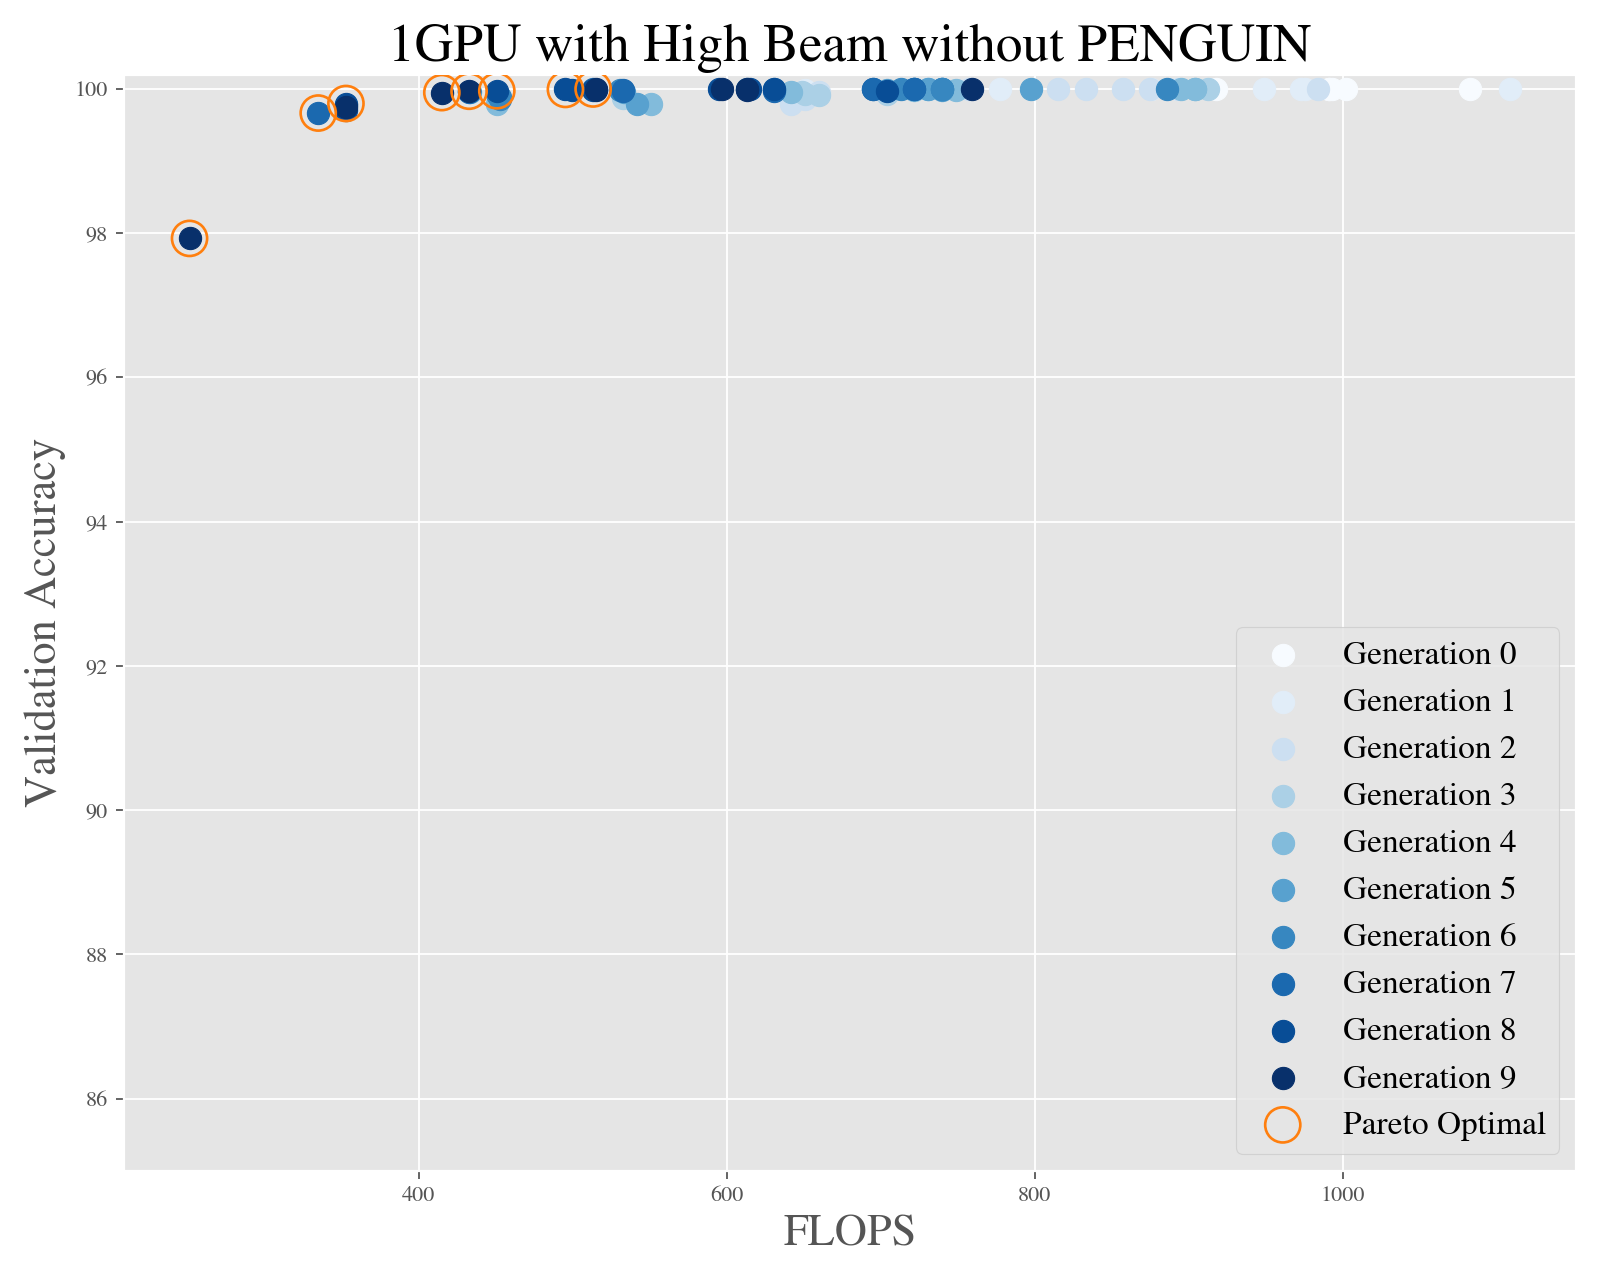 1GPU with High Beam without PENGUIN
100
98
96
94
92
90
88
86
Validation Accuracy
Generation 0
Generation 1
Generation 2
Generation 3
Generation 4
Generation 5
Generation 6
Generation 7
Generation 8
Generation 9
Pareto Optimal
400 600 800 1000
FLOPS